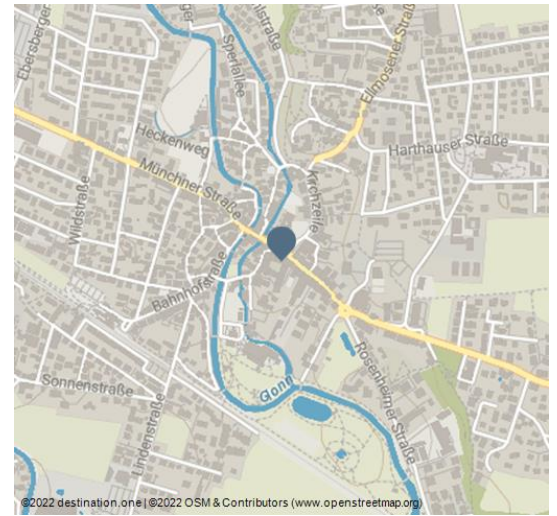 Ebersberger
Sperlallee
Ellmosener Straße
Heckenweg
Harthauser Straße
Münchner Straße
Kirchzeile
Wildstraße
Bahnhofstraße
Rosenheimer Straße
Sonnenstraße
Lindenstraße
Glonn
©2022 destination.one | ©2022 OSM & Contributors (www.openstreetmap.org)